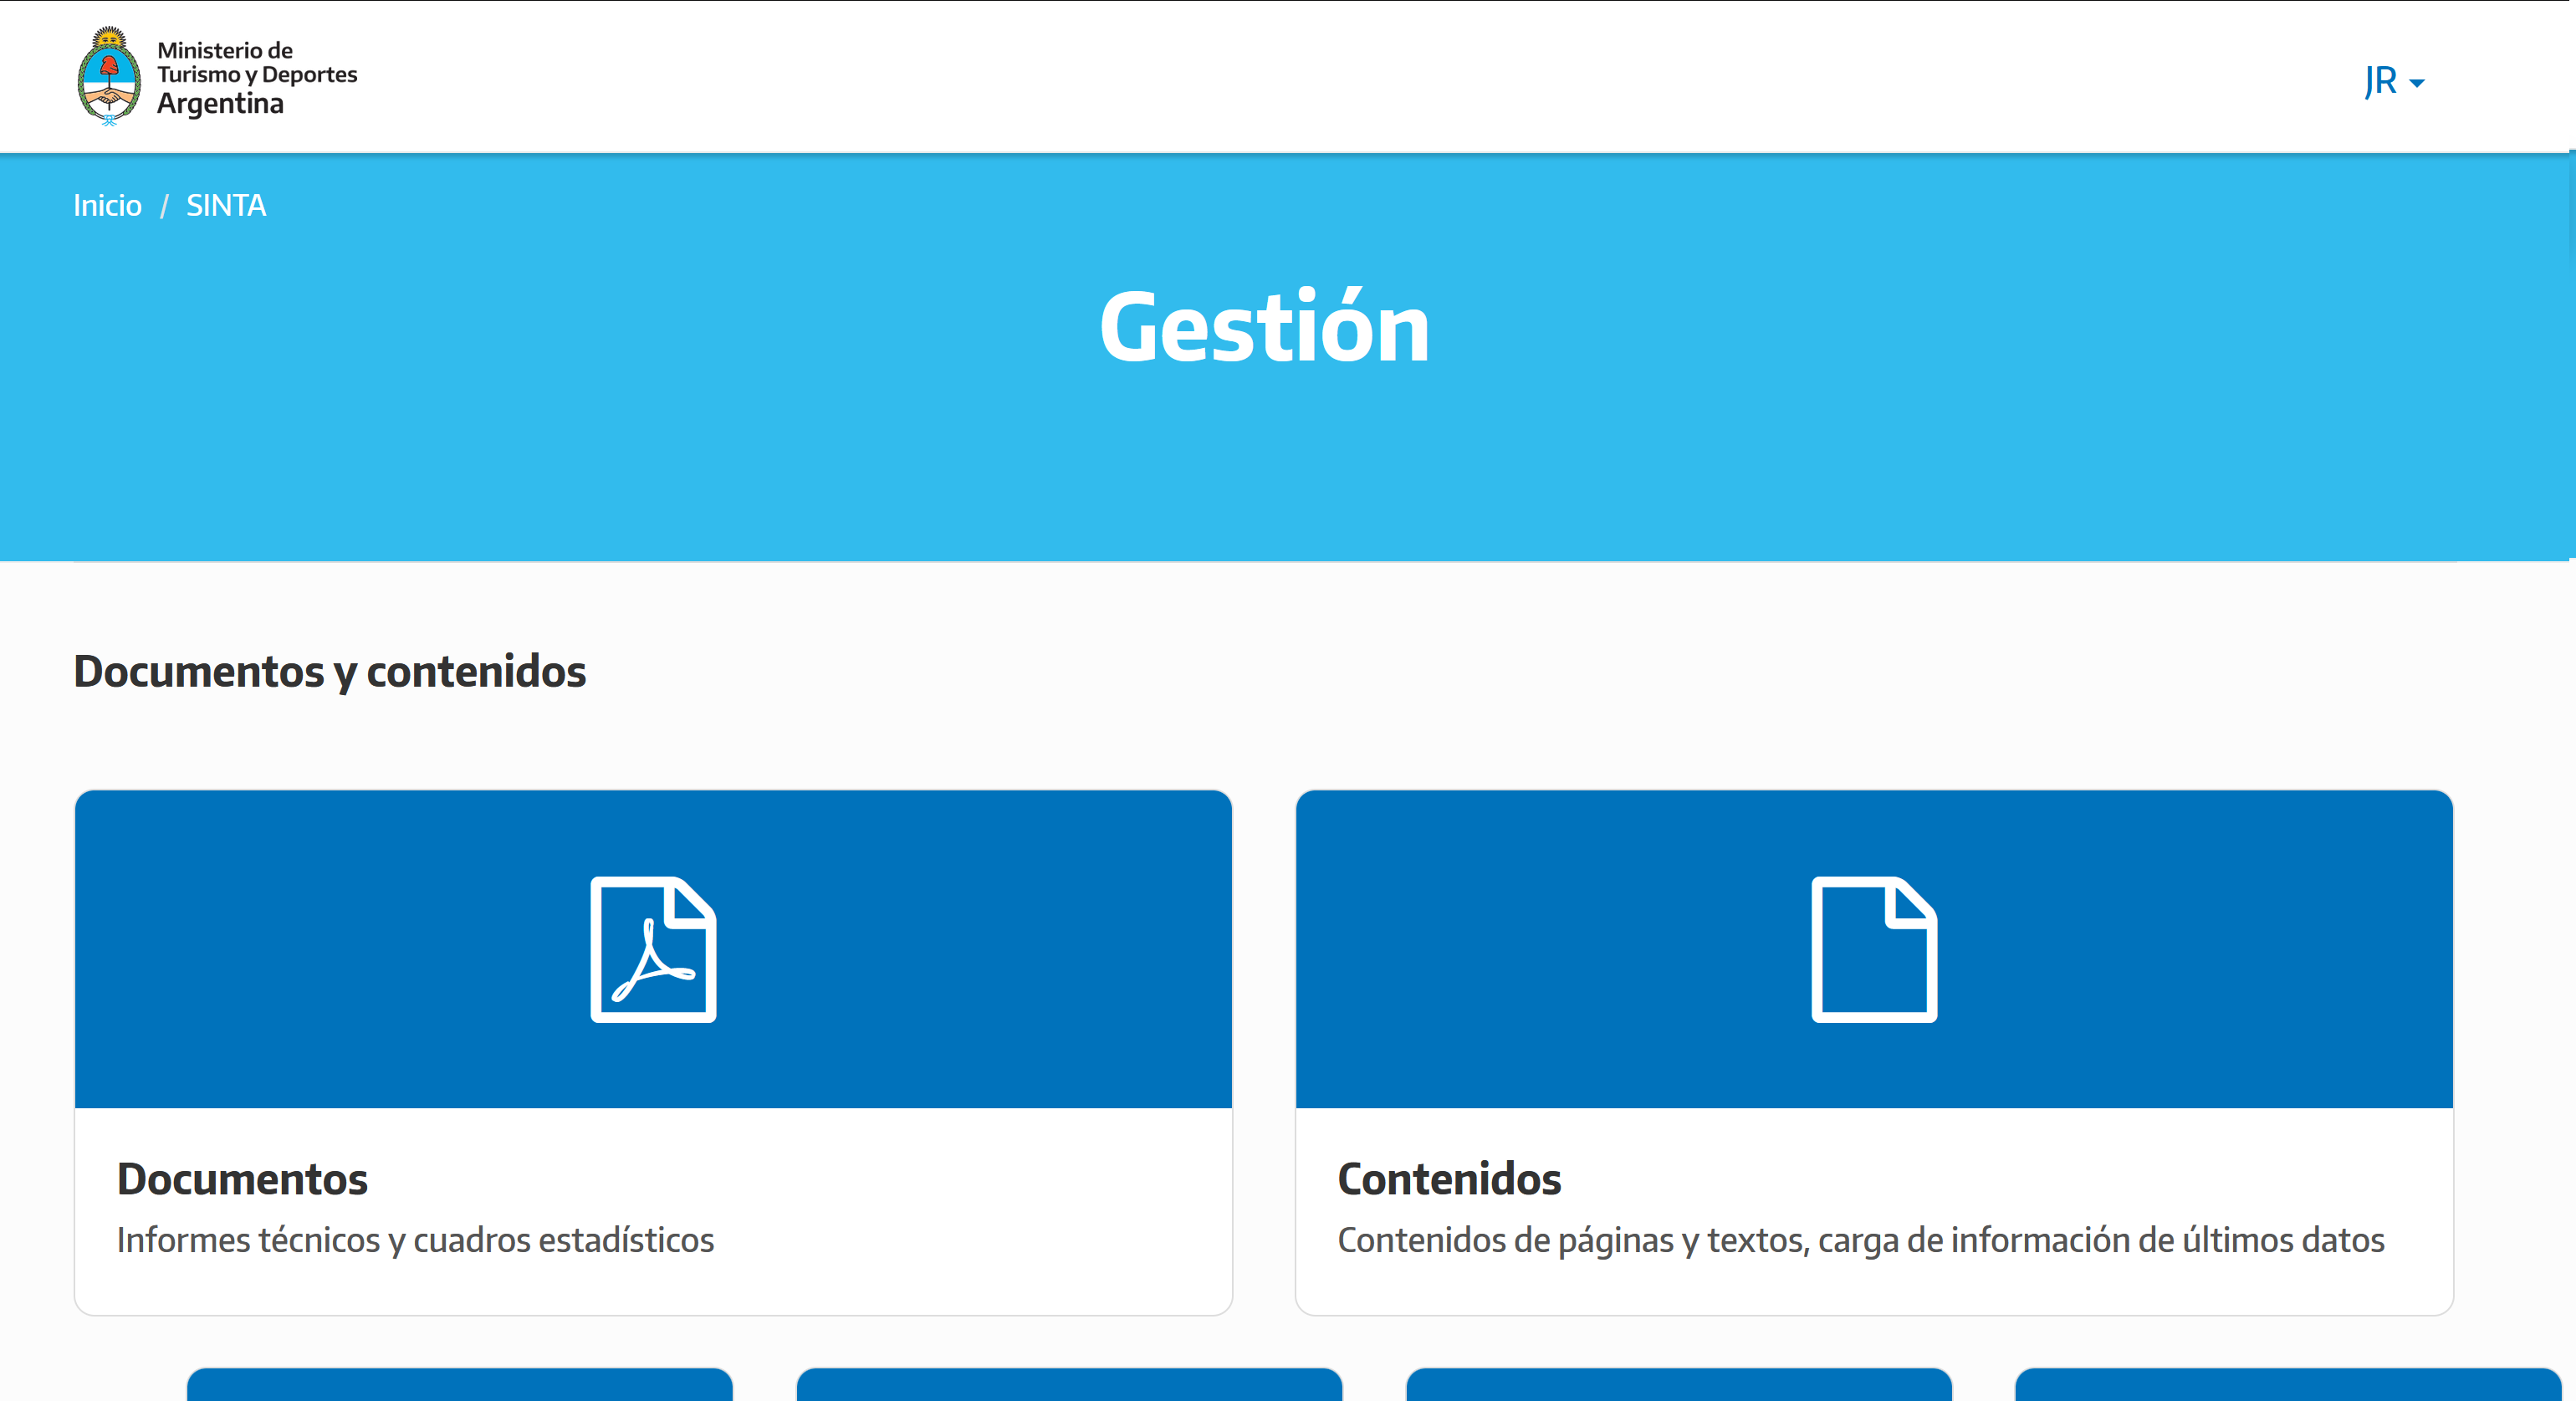 Ministerio de
Turismo y Deportes
Argentina
JR
Inicio / SINTA
Gestión
Documentos y contenidos
Documentos
Informes técnicos y cuadros estadísticos
Contenidos
Contenidos de páginas y textos, carga de información de últimos datos